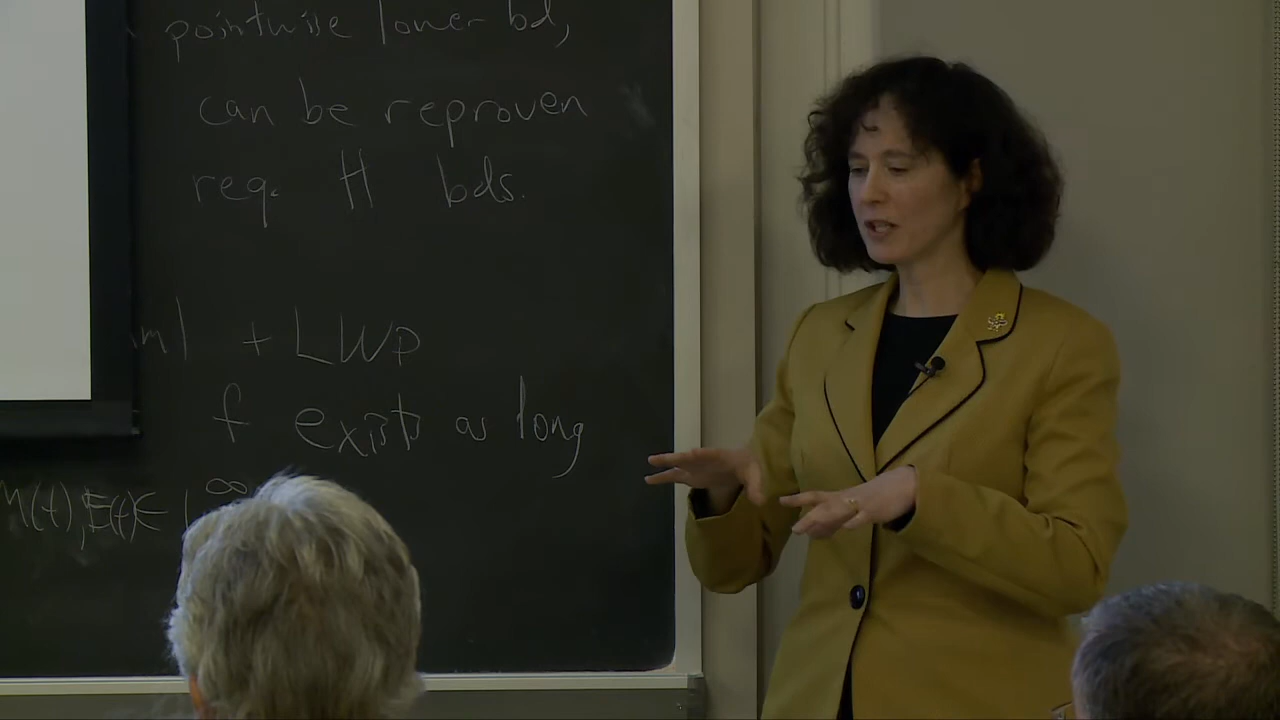 pointwise lower bd,
can be reproven
req. H bds.
+ LWP
f exists as long
M(t), E(t) ∈ L^∞